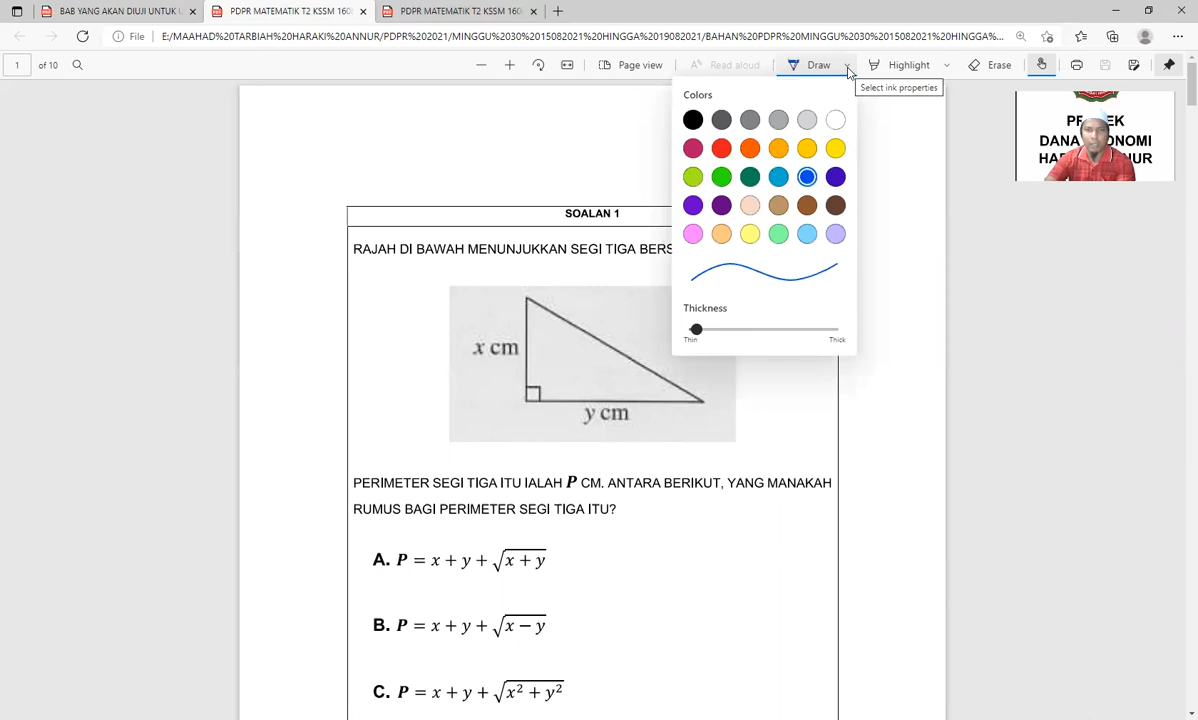 BAB YANG AKAN DIUJI UNTUK
PDPR MATEMATIK T2 KSSM 160
PDPR MATEMATIK T2 KSSM 160
File
E:/MAAHAD%20TARBIAH%20HARAKI%20ANNUR/PDPR%202021/MINGGU%2030%2015082021%20HINGGA%2019082021/BAHAN%20PDPR%20MINGGU%2030%2015082021%20HINGGA%...
1 of 10
Page view
Read aloud
Draw
Highlight
Erase
Select ink properties
Colors
Thickness
Thin
Thick
SOALAN 1
RAJAH DI BAWAH MENUNJUKKAN SEGI TIGA
x cm
y cm
PERIMETER SEGI TIGA ITU IALAH P CM. ANTARA BERIKUT, YANG MANAKAH
RUMUS BAGI PERIMETER SEGI TIGA ITU?
A. P = x + y + √(x + y)
B. P = x + y + √(x − y)
C. P = x + y + √(x² + y²)